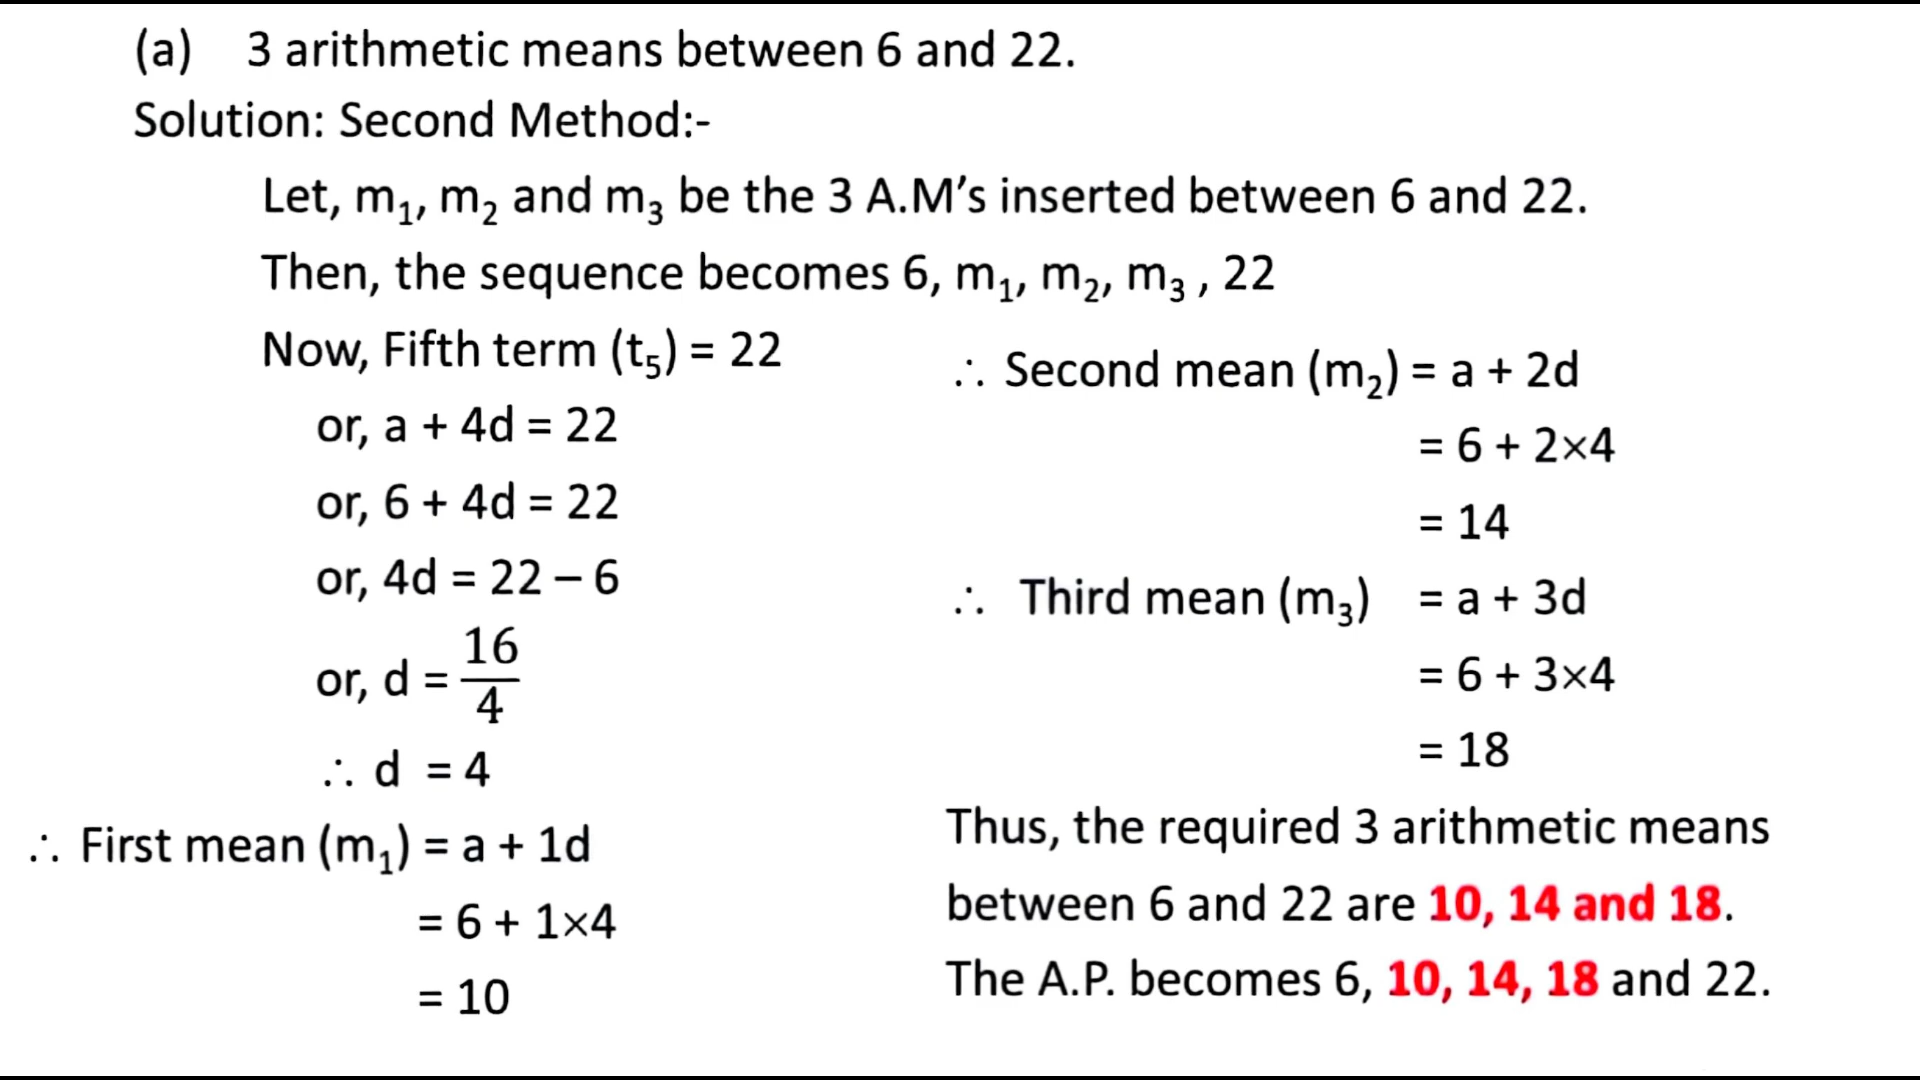 (a) 3 arithmetic means between 6 and 22.
Solution: Second Method:-
Let, m₁, m₂ and m₃ be the 3 A.M’s inserted between 6 and 22.
Then, the sequence becomes 6, m₁, m₂, m₃ , 22
Now, Fifth term (t₅) = 22
or, a + 4d = 22
or, 6 + 4d = 22
or, 4d = 22 – 6
or, d = 16/4
∴ d = 4
∴ First mean (m₁) = a + 1d
= 6 + 1×4
= 10
∴ Second mean (m₂) = a + 2d
= 6 + 2×4
= 14
∴ Third mean (m₃) = a + 3d
= 6 + 3×4
= 18
Thus, the required 3 arithmetic means
between 6 and 22 are 10, 14 and 18.
The A.P. becomes 6, 10, 14, 18 and 22.